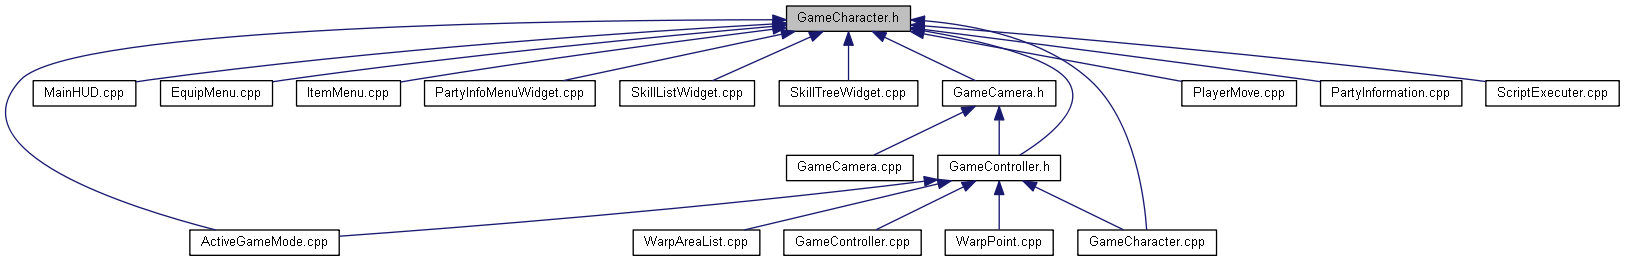 GameCharacter.h
MainHUD.cpp
EquipMenu.cpp
ItemMenu.cpp
PartyInfoMenuWidget.cpp
SkillListWidget.cpp
SkillTreeWidget.cpp
GameCamera.h
PlayerMove.cpp
PartyInformation.cpp
ScriptExecuter.cpp
GameCamera.cpp
GameController.h
ActiveGameMode.cpp
WarpAreaList.cpp
GameController.cpp
WarpPoint.cpp
GameCharacter.cpp